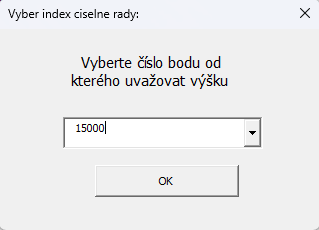 Vyber index ciselne rady:
Vyberte číslo bodu od
kterého uvažovat výšku
15000
OK